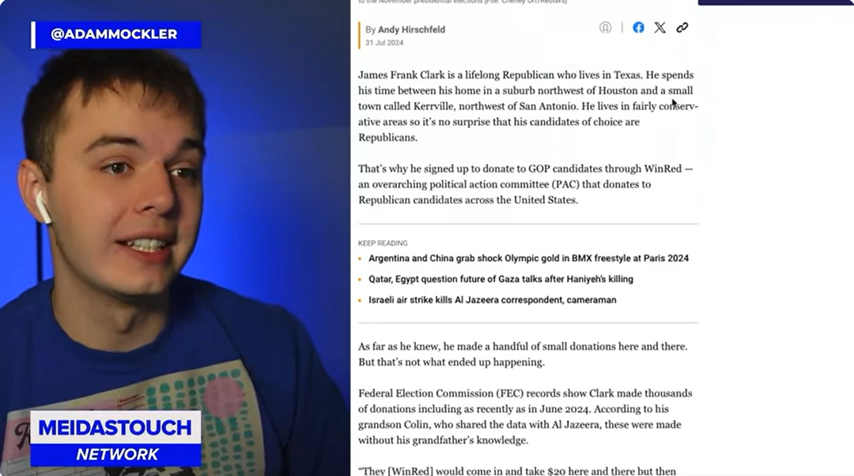 @ADAMMOCKLER
By Andy Hirschfeld
31 Jul 2024
James Frank Clark is a lifelong Republican who lives in Texas. He spends
his time between his home in a suburb northwest of Houston and a small
town called Kerrville, northwest of San Antonio. He lives in fairly conserv-
ative areas so it's no surprise that his candidates of choice are
Republicans.
That's why he signed up to donate to GOP candidates through WinRed —
an overarching political action committee (PAC) that donates to
Republican candidates across the United States.
KEEP READING
Argentina and China grab shock Olympic gold in BMX freestyle at Paris 2024
Qatar, Egypt question future of Gaza talks after Haniyeh's killing
Israeli air strike kills Al Jazeera correspondent, cameraman
As far as he knew, he made a handful of small donations here and there.
But that's not what ended up happening.
Federal Election Commission (FEC) records show Clark made thousands
of donations including as recently as in June 2024. According to his
grandson Colin, who shared the data with Al Jazeera, these were made
without his grandfather's knowledge.
"They [WinRed] would come in and take $20 here and there but then
MEIDASTOUCH
NETWORK